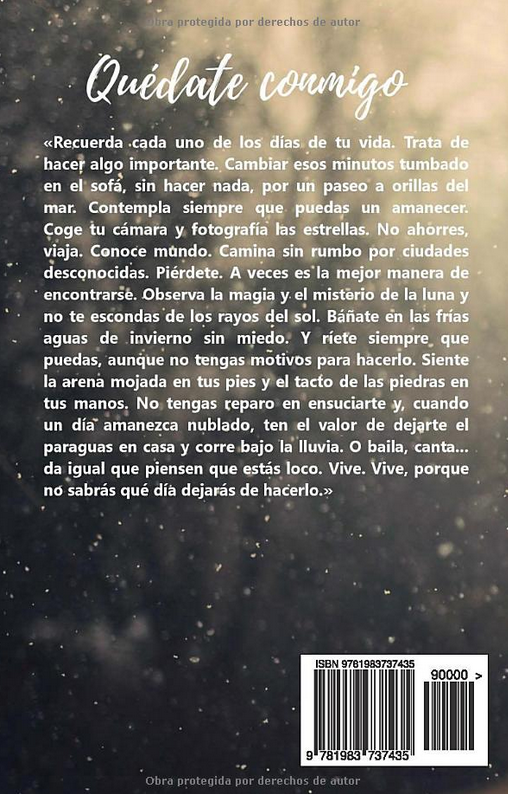 Obra protegida por derechos de autor
Quédate conmigo
«Recuerda cada uno de los días de tu vida. Trata de
hacer algo importante. Cambiar esos minutos tumbado
en el sofá, sin hacer nada, por un paseo a orillas del
mar. Contempla siempre que puedas un amanecer.
Coge tu cámara y fotografía las estrellas. No ahorres,
viaja. Conoce mundo. Camina sin rumbo por ciudades
desconocidas. Piérdete. A veces es la mejor manera de
encontrarse. Observa la magia y el misterio de la luna y
no te escondas de los rayos del sol. Báñate en las frías
aguas de invierno sin miedo. Y ríete siempre que
puedas, aunque no tengas motivos para hacerlo. Siente
la arena mojada en tus pies y el tacto de las piedras en
tus manos. No tengas reparo en ensuciarte y, cuando
un día amanezca nublado, ten el valor de dejarte el
paraguas en casa y corre bajo la lluvia. O baila, canta...
da igual que piensen que estás loco. Vive. Vive, porque
no sabrás qué día dejarás de hacerlo.»
ISBN 9781983737435
90000 >
9 781983 737435
Obra protegida por derechos de autor